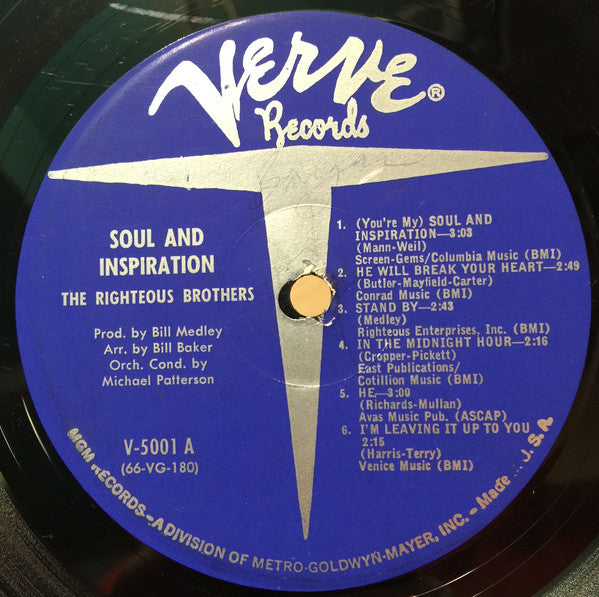 VERVE®
Records
SOUL AND
INSPIRATION
THE RIGHTEOUS BROTHERS
Prod. by Bill Medley
Arr. by Bill Baker
Orch. Cond. by
Michael Patterson
V-5001 A
(66-VG-180)
1. (You're My) SOUL AND
INSPIRATION—3:03
(Mann-Weil)
Screen-Gems/Columbia Music (BMI)
2. HE WILL BREAK YOUR HEART—2:49
(Butler-Mayfield-Carter)
Conrad Music (BMI)
3. STAND BY—2:43
(Medley)
Righteous Enterprises, Inc. (BMI)
4. IN THE MIDNIGHT HOUR—2:16
(Cropper-Pickett)
East Publications/
Cotillion Music (BMI)
5. HE—3:00
(Richards-Mullan)
Avas Music Pub. (ASCAP)
6. I'M LEAVING IT UP TO YOU
2:15
(Harris-Terry)
Venice Music (BMI)
MGM RECORDS—A DIVISION OF METRO-GOLDWYN-MAYER, INC.—Made U.S.A.